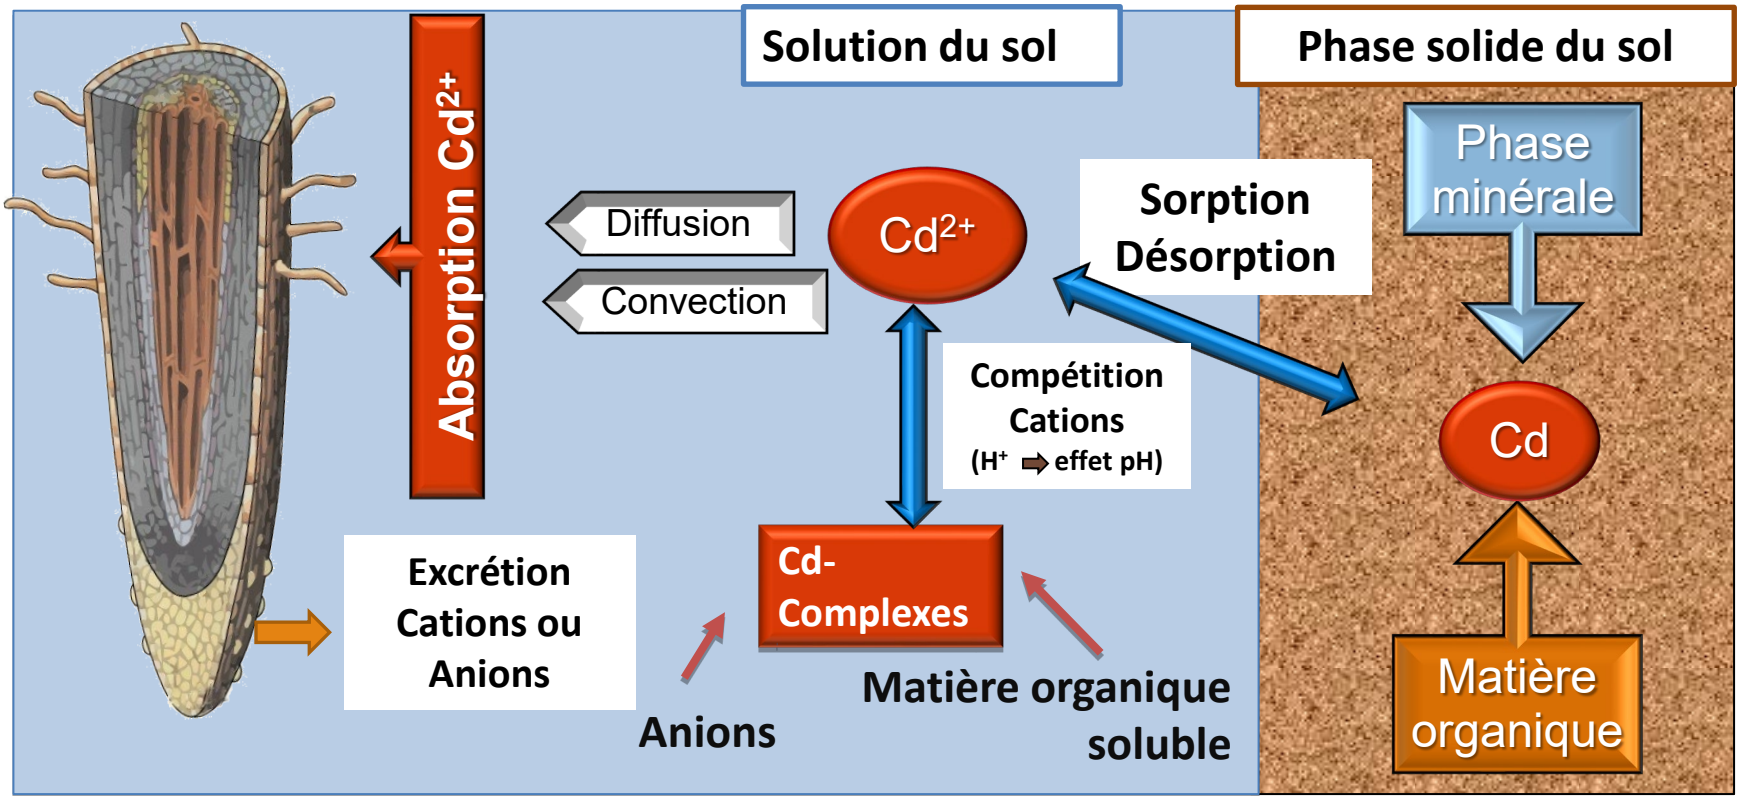 Solution du sol
Phase solide du sol
Absorption Cd²⁺
Phase
minérale
Sorption
Désorption
Diffusion
Cd²⁺
Convection
Compétition
Cations
(H⁺ effet pH)
Cd
Cd-
Complexes
Excrétion
Cations ou
Anions
Anions
Matière organique
soluble
Matière
organique